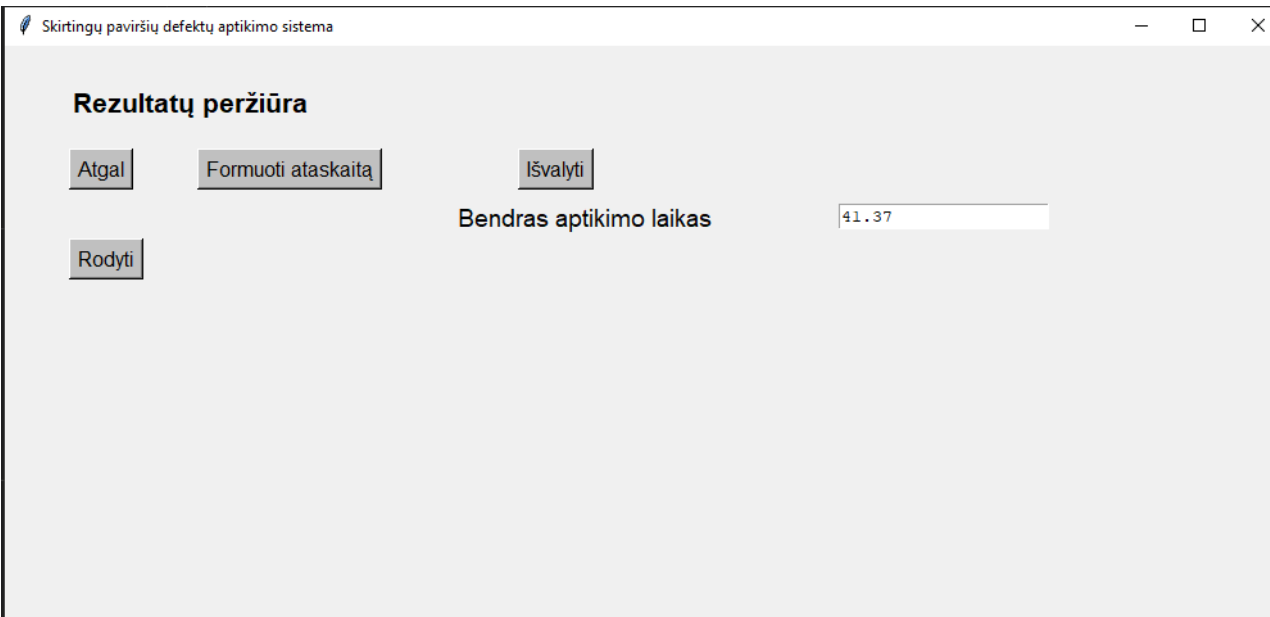 Skirtingų paviršių defektų aptikimo sistema
Rezultatų peržiūra
Atgal Formuoti ataskaitą Išvalyti
Bendras aptikimo laikas 41.37
Rodyti